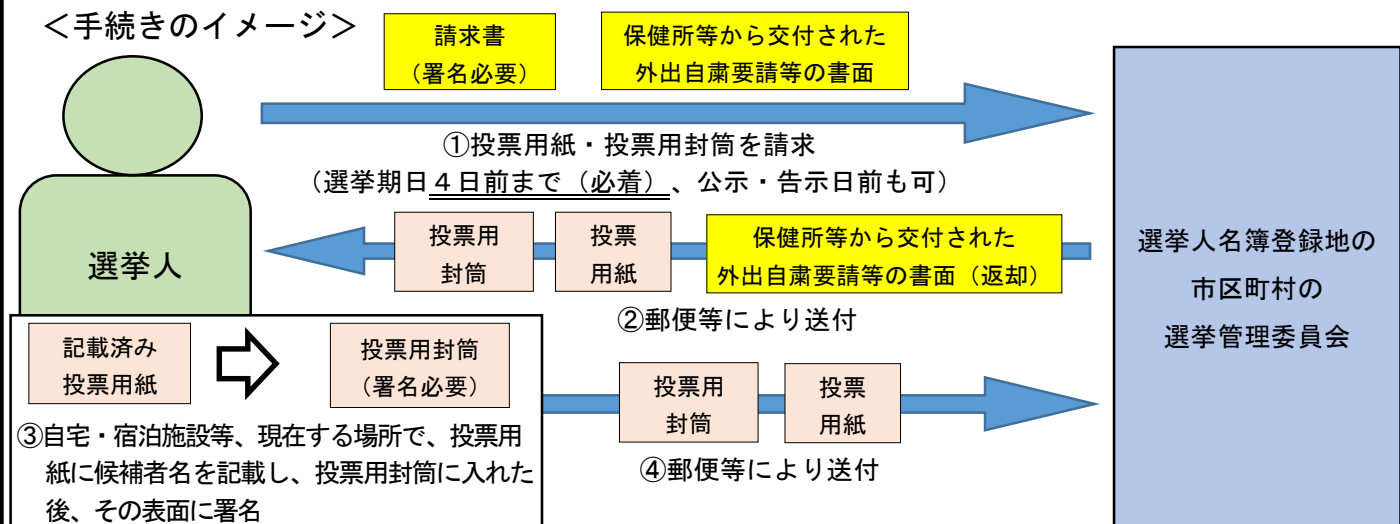 ＜手続きのイメージ＞
請求書
（署名必要）
保健所等から交付された
外出自粛要請等の書面
①投票用紙・投票用封筒を請求
（選挙期日４日前まで（必着）、公示・告示日前も可）
選挙人
投票用
封筒
投票
用紙
保健所等から交付された
外出自粛要請等の書面（返却）
②郵便等により送付
選挙人名簿登録地の
市区町村の
選挙管理委員会
記載済み
投票用紙
投票用封筒
（署名必要）
③自宅・宿泊施設等、現在する場所で、投票用
紙に候補者名を記載し、投票用封筒に入れた
後、その表面に署名
投票用
封筒
投票
用紙
④郵便等により送付